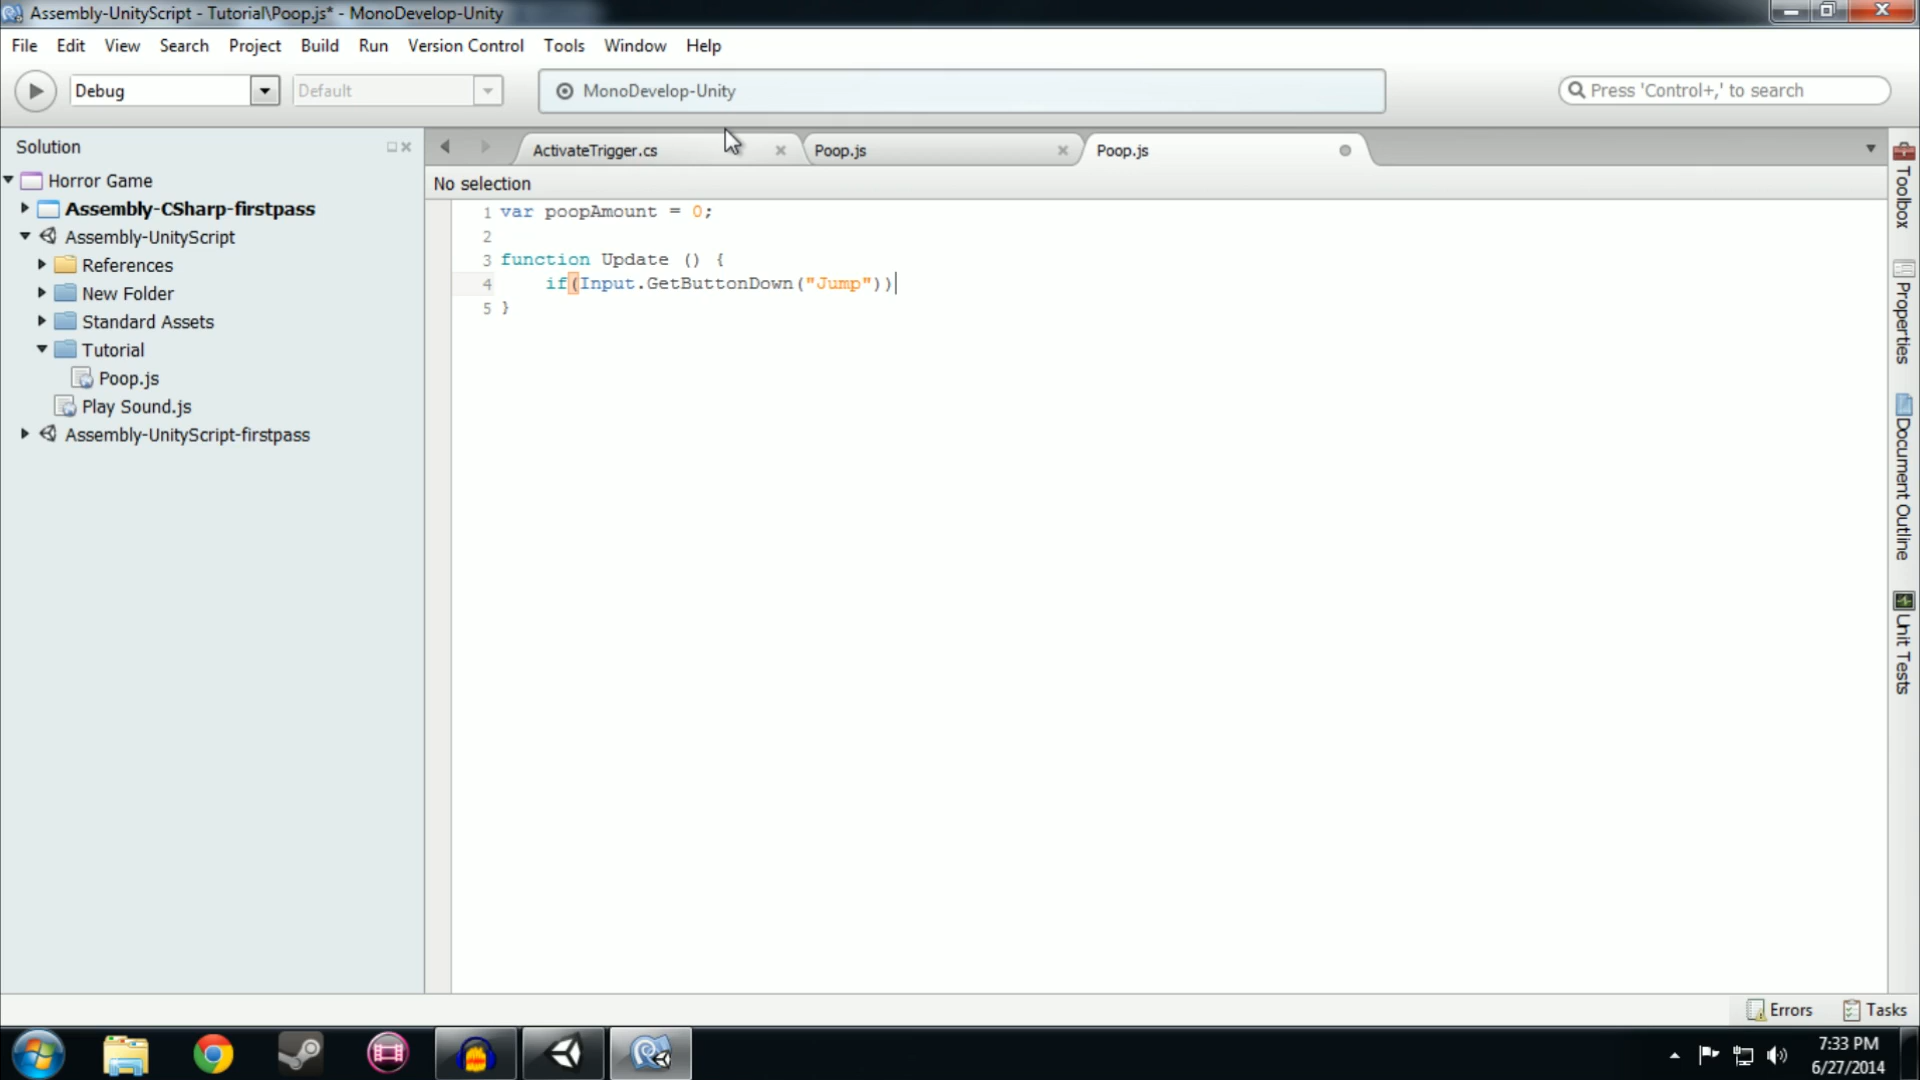 Assembly-UnityScript - Tutorial\Poop.js* - MonoDevelop-Unity
File Edit View Search Project Build Run Version Control Tools Window Help
Debug Default MonoDevelop-Unity Press 'Control+,' to search
Solution
Horror Game
Assembly-CSharp-firstpass
Assembly-UnityScript
References
New Folder
Standard Assets
Tutorial
Poop.js
Play Sound.js
Assembly-UnityScript-firstpass
ActivateTrigger.cs Poop.js Poop.js
No selection
1 var poopAmount = 0;
2
3 function Update () {
4 if(Input.GetButtonDown("Jump"))
5 }
Toolbox
Properties
Document Outline
Unit Tests
Errors Tasks
7:33 PM
6/27/2014